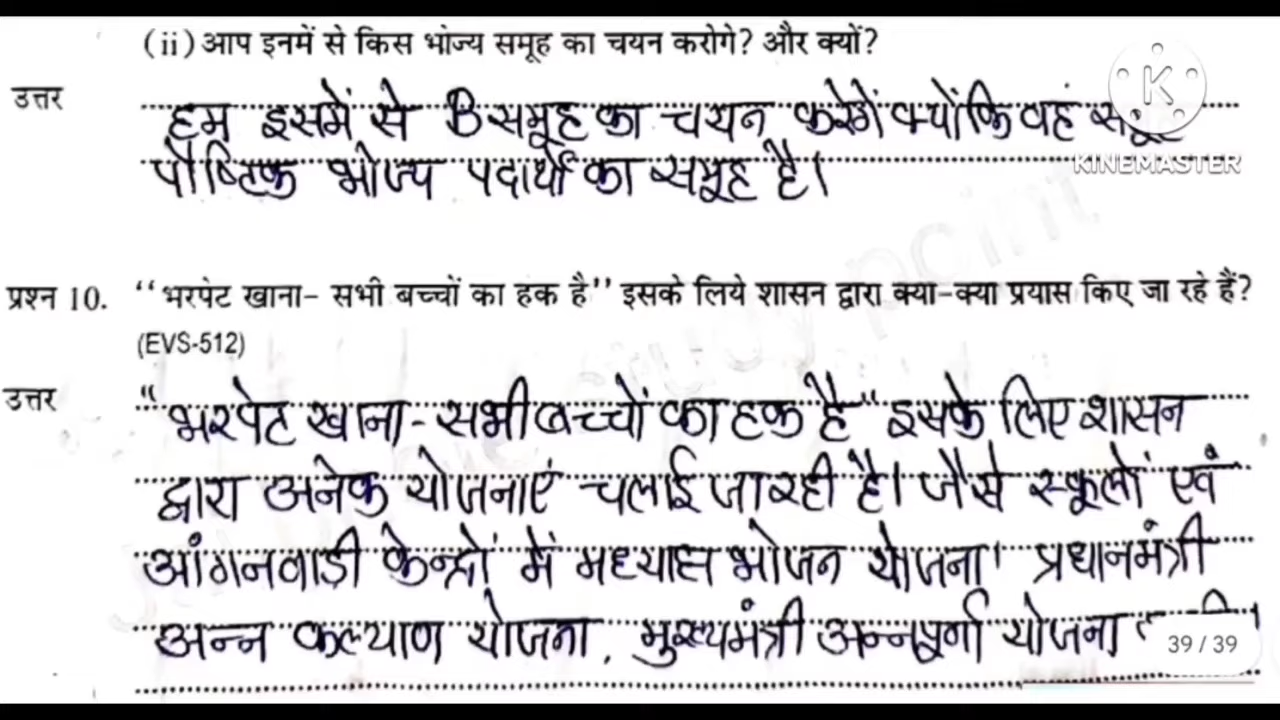 (ii) आप इनमें से किस भोज्य समूह का चयन करोगे? और क्यों?
उत्तर
हम इसमें से B समूह का चयन करेगें क्योंकि वह समूह
पौष्टिक भोज्य पदार्थों का समूह है।
KINEMASTER
प्रश्न 10. “भरपेट खाना- सभी बच्चों का हक है” इसके लिये शासन द्वारा क्या-क्या प्रयास किए जा रहे हैं?
(EVS-512)
उत्तर
“भरपेट खाना- सभी बच्चों का हक है” इसके लिए शासन
द्वारा अनेक योजनाएं चलाई जा रही है। जैसे स्कूलों एवं
आंगनवाड़ी केन्द्रों में मध्याह्न भोजन योजना। प्रधानमंत्री
अन्न कल्याण योजना, मुख्यमंत्री अन्नपूर्णा योजना
39 / 39